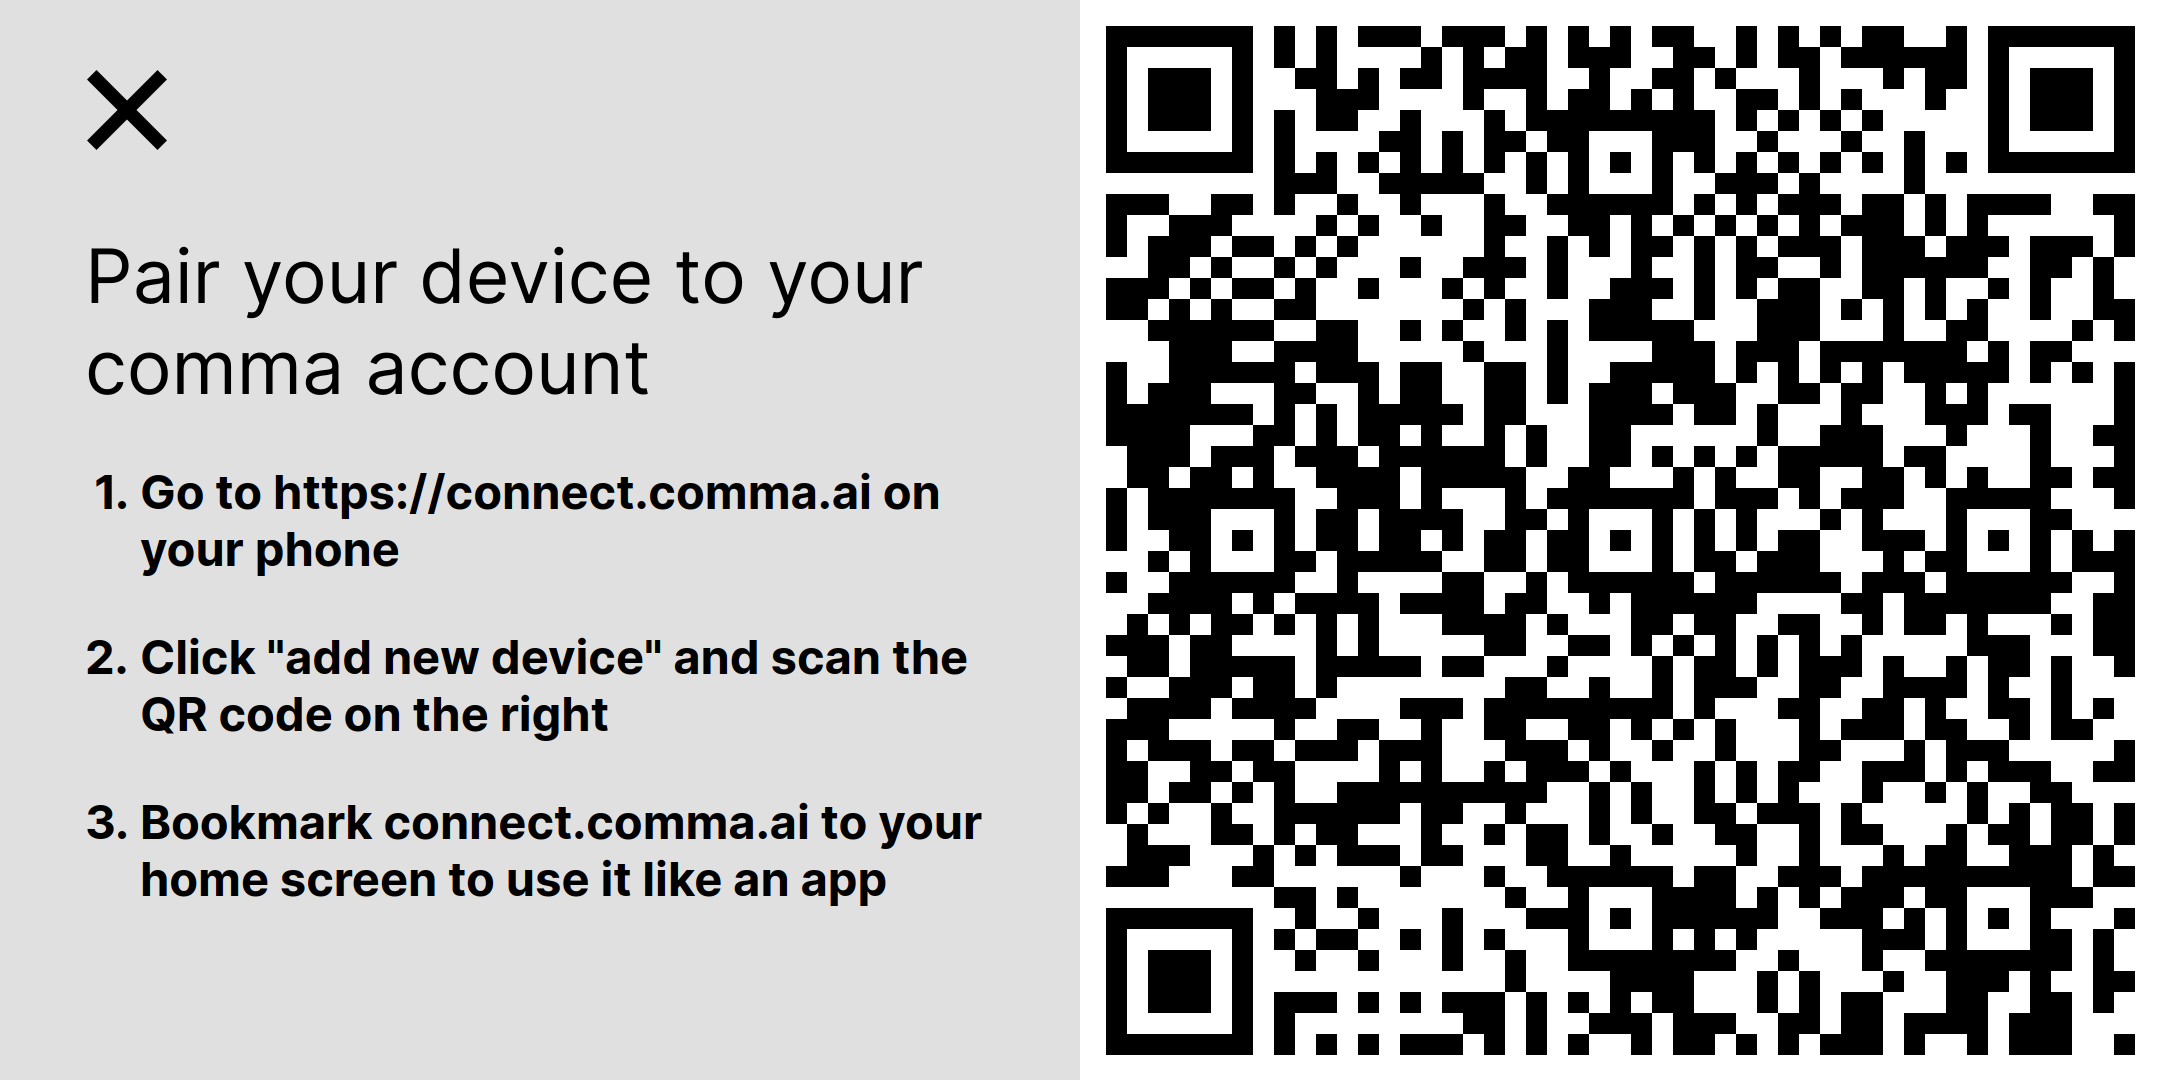 Pair your device to your
comma account
1. Go to https://connect.comma.ai on
your phone
2. Click "add new device" and scan the
QR code on the right
3. Bookmark connect.comma.ai to your
home screen to use it like an app